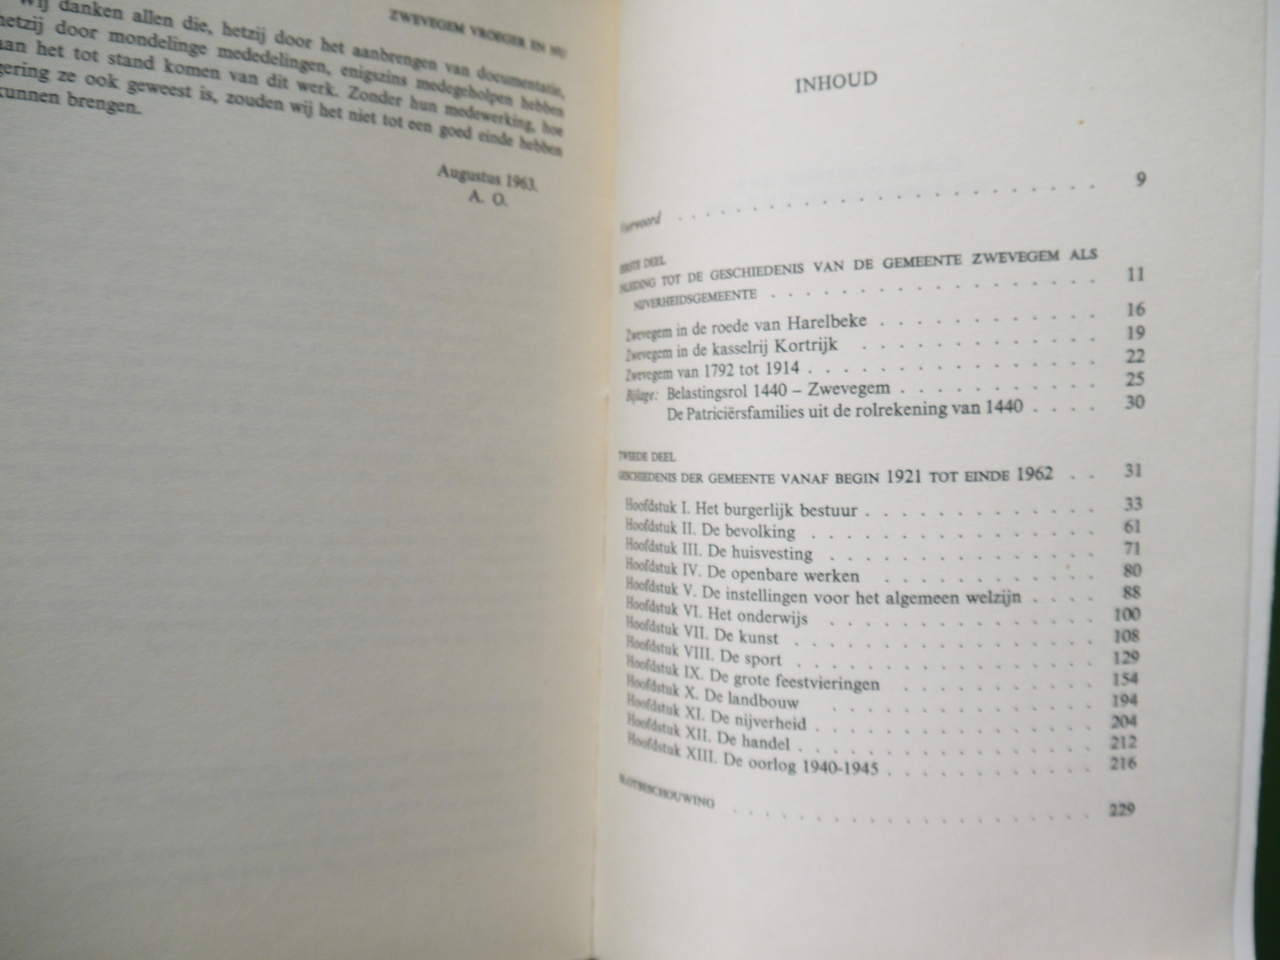 ZWEVEGEM VROEGER EN NU
Wij danken allen die, hetzij door het aanbrengen van documentatie,
hetzij door mondelinge mededelingen, enigszins medegeholpen hebben
aan het tot stand komen van dit werk. Zonder hun medewerking, hoe
gering ze ook geweest is, zouden wij het niet tot een goed einde hebben
kunnen brengen.
Augustus 1963.
A. O.
INHOUD
Voorwoord . . . . . . . . . . . . . . . . . . . . . . . 9
EERSTE DEEL
INLEIDING TOT DE GESCHIEDENIS VAN DE GEMEENTE ZWEVEGEM ALS
NIJVERHEIDSGEMEENTE . . . . . . . . . . . . . . . 11
Zwevegem in de roede van Harelbeke . . . . . . . . . . 16
Zwevegem in de kasselrij Kortrijk . . . . . . . . . . . 19
Zwevegem van 1792 tot 1914 . . . . . . . . . . . . . 22
Bijlage: Belastingsrol 1440 – Zwevegem . . . . . . . . . 25
De Patriciërsfamilies uit de rolrekening van 1440 . . . . 30
TWEEDE DEEL
GESCHIEDENIS DER GEMEENTE VANAF BEGIN 1921 TOT EINDE 1962 . . 31
Hoofdstuk I. Het burgerlijk bestuur . . . . . . . . . . . 33
Hoofdstuk II. De bevolking . . . . . . . . . . . . . 61
Hoofdstuk III. De huisvesting . . . . . . . . . . . . 71
Hoofdstuk IV. De openbare werken . . . . . . . . . . 80
Hoofdstuk V. De instellingen voor het algemeen welzijn . . . . 88
Hoofdstuk VI. Het onderwijs . . . . . . . . . . . . 100
Hoofdstuk VII. De kunst . . . . . . . . . . . . . 108
Hoofdstuk VIII. De sport . . . . . . . . . . . . . 129
Hoofdstuk IX. De grote feestvieringen . . . . . . . . . 154
Hoofdstuk X. De landbouw . . . . . . . . . . . . 194
Hoofdstuk XI. De nijverheid . . . . . . . . . . . . 204
Hoofdstuk XII. De handel . . . . . . . . . . . . . 212
Hoofdstuk XIII. De oorlog 1940-1945 . . . . . . . . . 216
SLOTBESCHOUWING . . . . . . . . . . . . . . . . 229